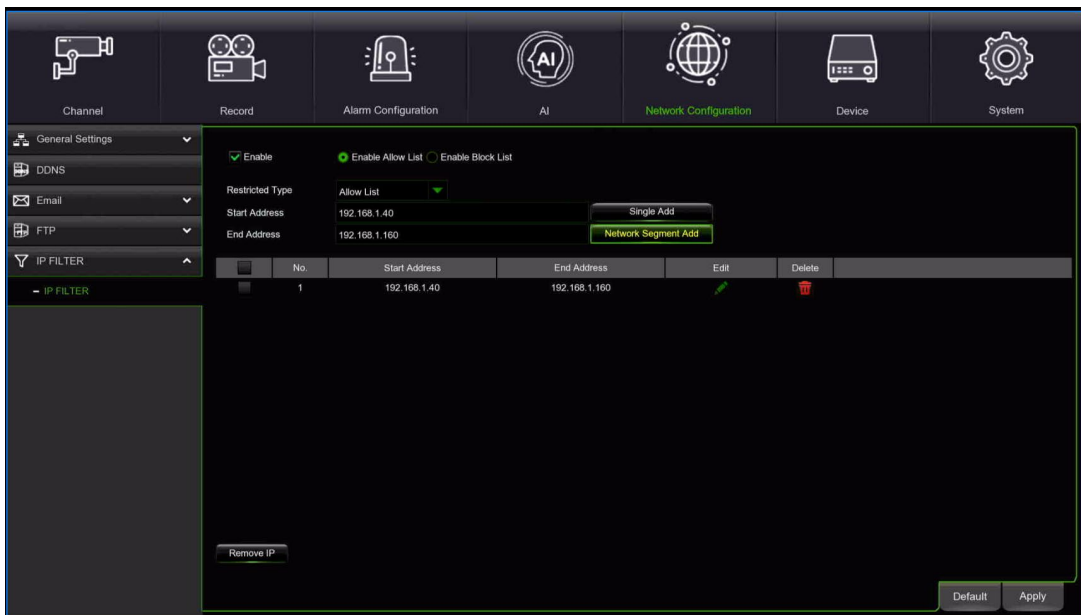 AI
Channel Record Alarm Configuration AI Network Configuration Device System
General Settings
DDNS
Email
FTP
IP FILTER
– IP FILTER
Enable Enable Allow List Enable Block List
Restricted Type Allow List
Start Address 192.168.1.40 Single Add
End Address 192.168.1.160 Network Segment Add
No. Start Address End Address Edit Delete
1 192.168.1.40 192.168.1.160
Remove IP
Default Apply